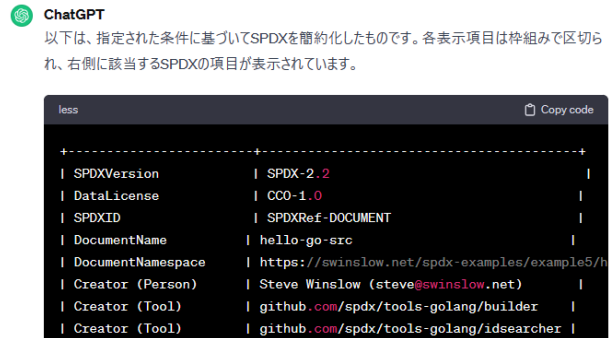 ChatGPT
以下は、指定された条件に基づいてSPDXを簡約化したものです。各表示項目は枠組みで区切ら
れ、右側に該当するSPDXの項目が表示されています。
less Copy code
+------------------------+-----------------------------------------+
| SPDXVersion | SPDX-2.2 |
| DataLicense | CC0-1.0 |
| SPDXID | SPDXRef-DOCUMENT |
| DocumentName | hello-go-src |
| DocumentNamespace | https://swinslow.net/spdx-examples/example5/h
| Creator (Person) | Steve Winslow (steve@swinslow.net) |
| Creator (Tool) | github.com/spdx/tools-golang/builder |
| Creator (Tool) | github.com/spdx/tools-golang/idsearcher |